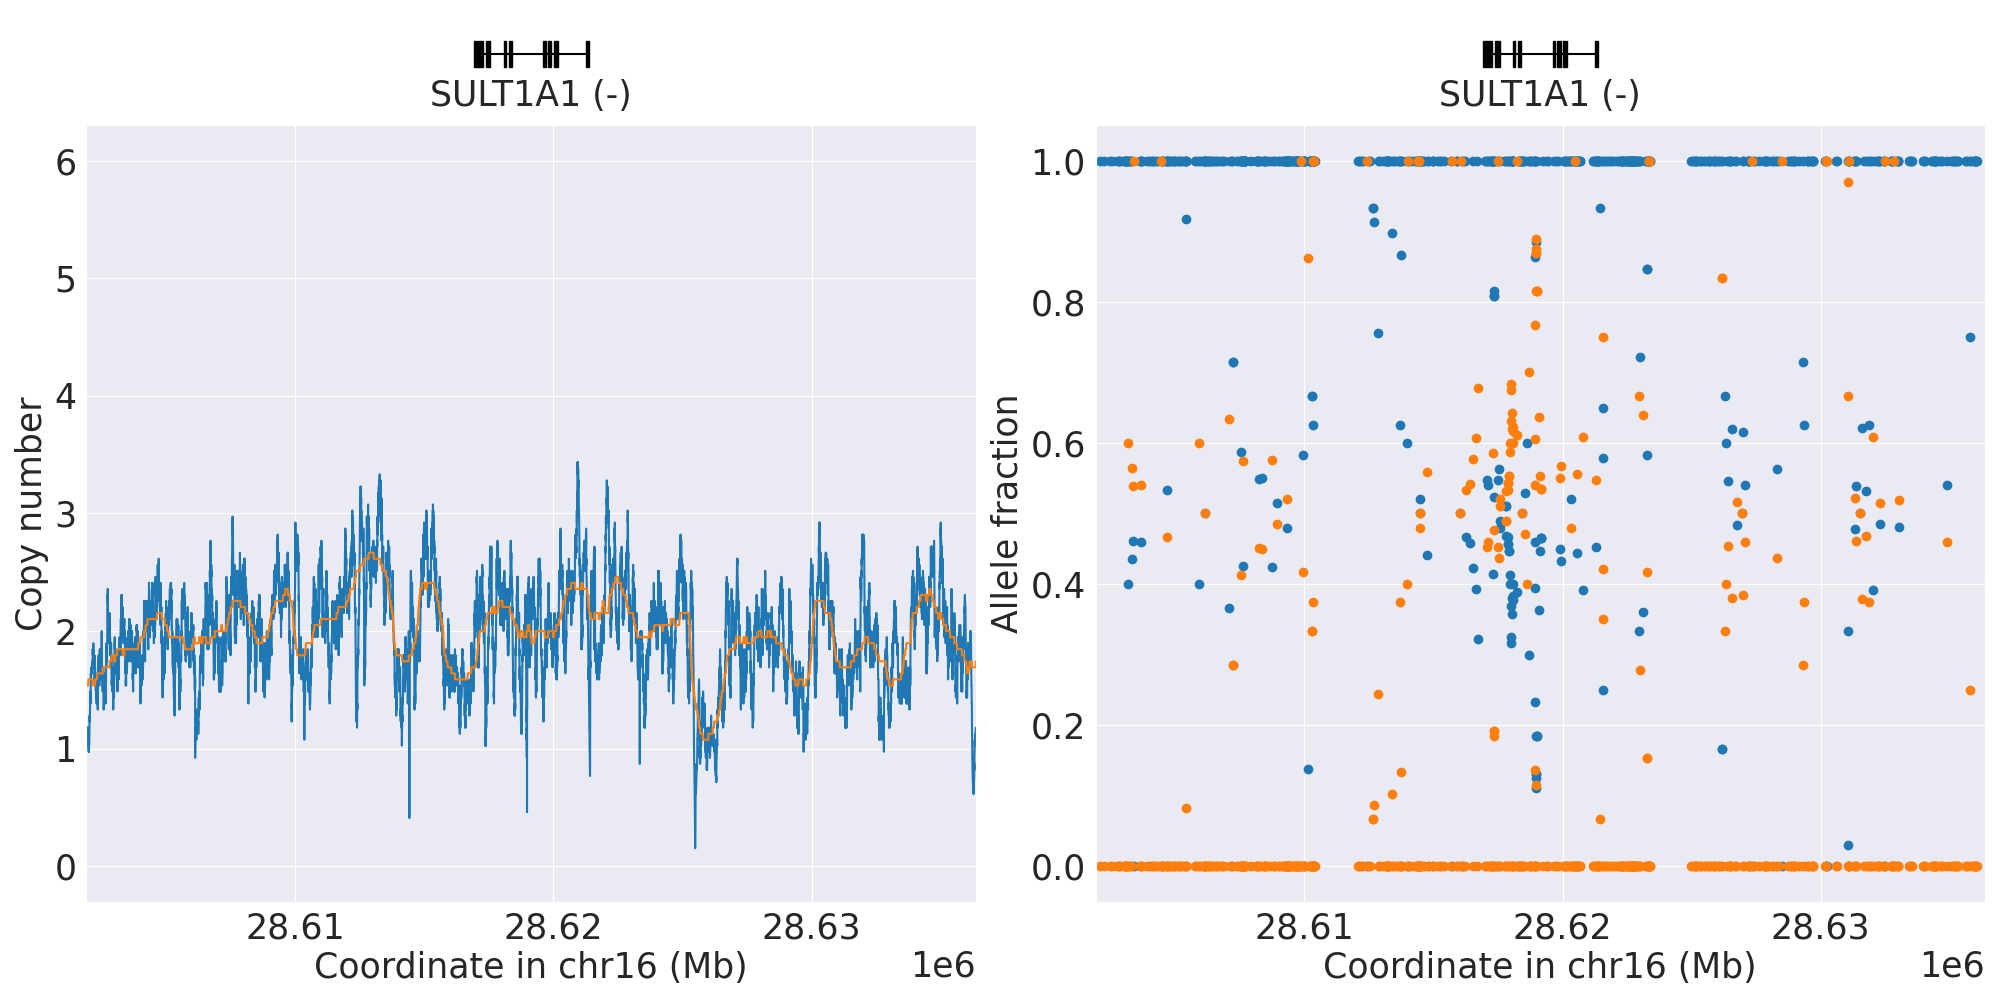 SULT1A1 (-)
6
5
4
3
2
1
0
Copy number
28.61
28.62
28.63
Coordinate in chr16 (Mb)
1e6
SULT1A1 (-)
1.0
0.8
0.6
0.4
0.2
0.0
Allele fraction
28.61
28.62
28.63
Coordinate in chr16 (Mb)
1e6